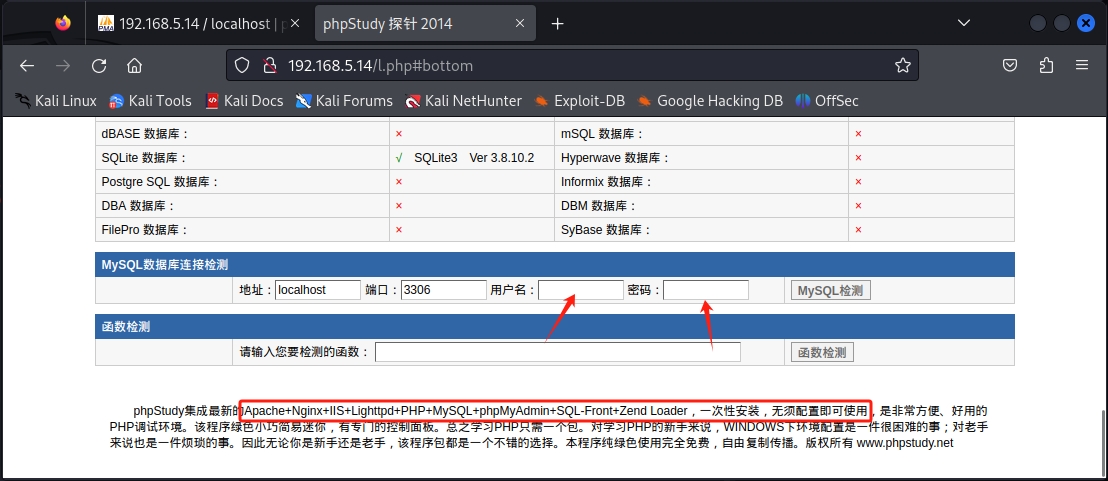 192.168.5.14 / localhost | p
phpStudy 探针 2014
192.168.5.14/l.php#bottom
Kali Linux Kali Tools Kali Docs Kali Forums Kali NetHunter Exploit-DB Google Hacking DB OffSec
dBASE 数据库： × mSQL 数据库： ×
SQLite 数据库： √ SQLite3 Ver 3.8.10.2 Hyperwave 数据库： ×
Postgre SQL 数据库： × Informix 数据库： ×
DBA 数据库： × DBM 数据库： ×
FilePro 数据库： × SyBase 数据库： ×
MySQL数据库连接检测
地址：localhost 端口：3306 用户名： 密码： MySQL检测
函数检测
请输入您要检测的函数： 函数检测
phpStudy集成最新的Apache+Nginx+IIS+Lighttpd+PHP+MySQL+phpMyAdmin+SQL-Front+Zend Loader，一次性安装，无须配置即可使用，是非常方便、好用的
PHP调试环境。该程序绿色小巧简易迷你，有专门的控制面板。总之学习PHP只需一个包。对学习PHP的新手来说，WINDOWS下环境配置是一件很困难的事；对老手
来说也是一件烦琐的事。因此无论你是新手还是老手，该程序包都是一个不错的选择。本程序纯绿色使用完全免费，自由复制传播。版权所有 www.phpstudy.net